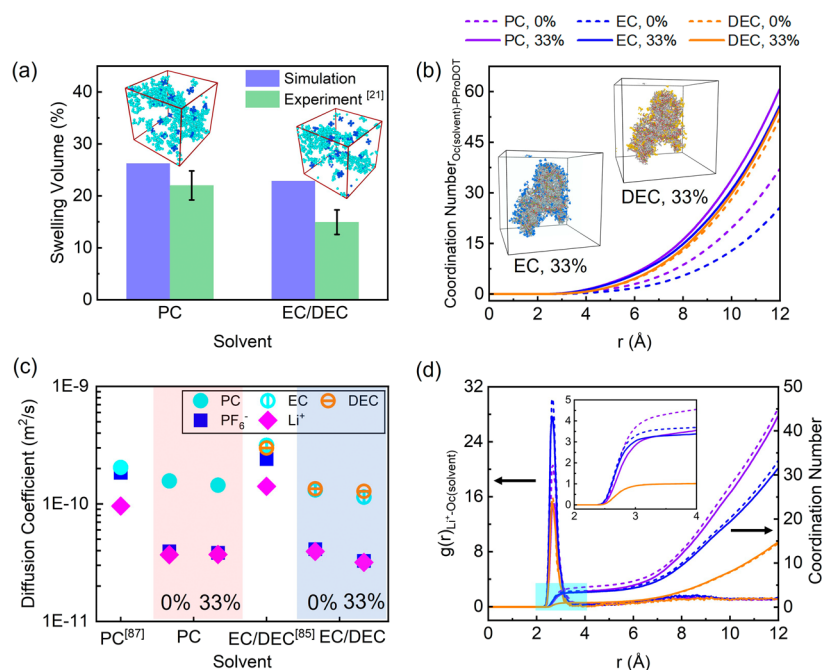 PC, 0% EC, 0% DEC, 0%
PC, 33% EC, 33% DEC, 33%
(a)
Simulation
Experiment [21]
Swelling Volume (%)
50
40
30
20
10
0
PC EC/DEC
Solvent
(b)
Coordination Number Oc(solvent)-PProDOT
60
45
30
15
0
DEC, 33%
EC, 33%
0 2 4 6 8 10 12
r (Å)
(c)
Diffusion Coefficient (m²/s)
1E-9
1E-10
1E-11
PC EC DEC
PF₆⁻ Li⁺
0% 33% 0% 33%
PC[87] PC EC/DEC[85] EC/DEC
Solvent
(d)
g(r)Li⁺-Oc(solvent)
32
24
16
8
0
5
4
3
2
1
0
2 3 4
50
40
30
20
10
0
Coordination Number
0 2 4 6 8 10 12
r (Å)